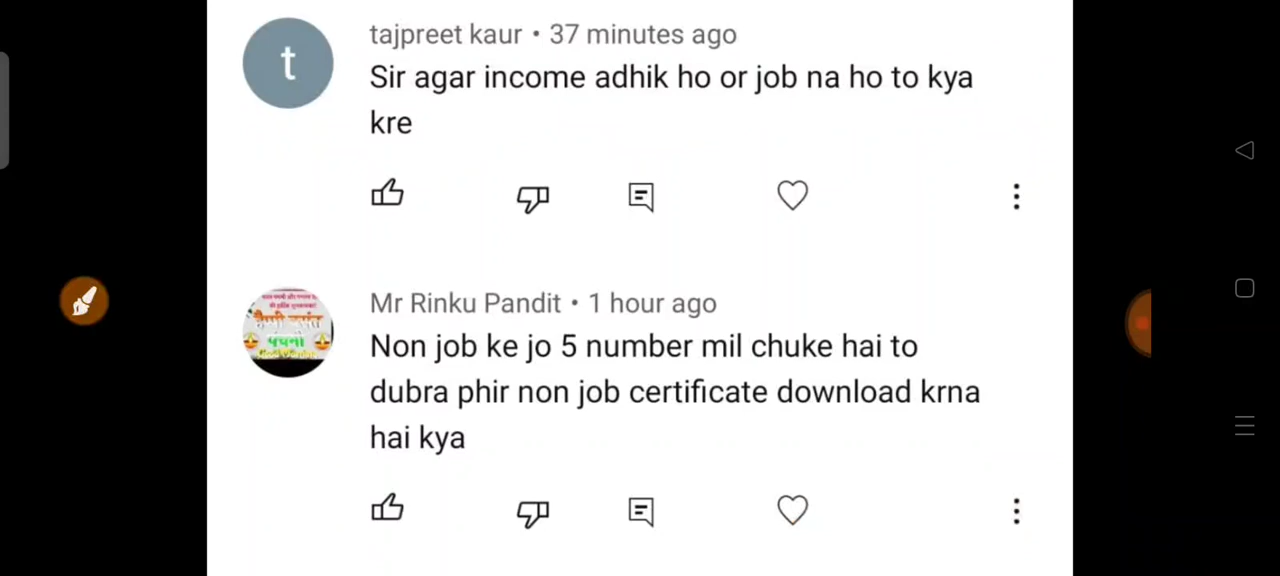 t
tajpreet kaur • 37 minutes ago
Sir agar income adhik ho or job na ho to kya
kre
Mr Rinku Pandit • 1 hour ago
Non job ke jo 5 number mil chuke hai to
dubra phir non job certificate download krna
hai kya